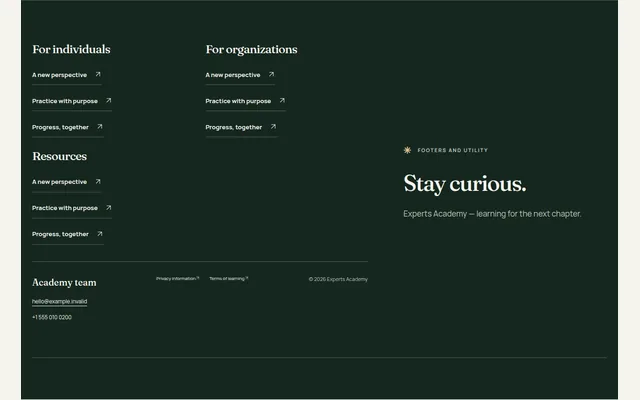 For individuals
A new perspective
Practice with purpose
Progress, together
For organizations
A new perspective
Practice with purpose
Progress, together
Resources
A new perspective
Practice with purpose
Progress, together
Academy team
hello@example.invalid
+1 555 010 0200
Privacy information
Terms of learning
© 2026 Experts Academy
FOOTERS AND UTILITY
Stay curious.
Experts Academy — learning for the next chapter.